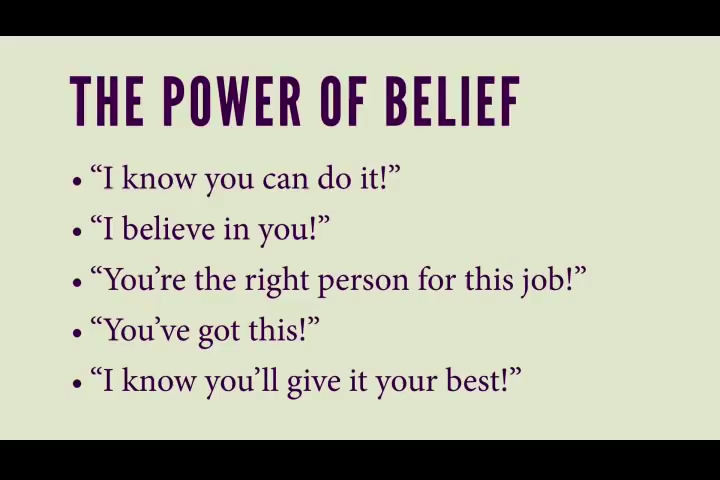 THE POWER OF BELIEF
• “I know you can do it!”
• “I believe in you!”
• “You’re the right person for this job!”
• “You’ve got this!”
• “I know you’ll give it your best!”